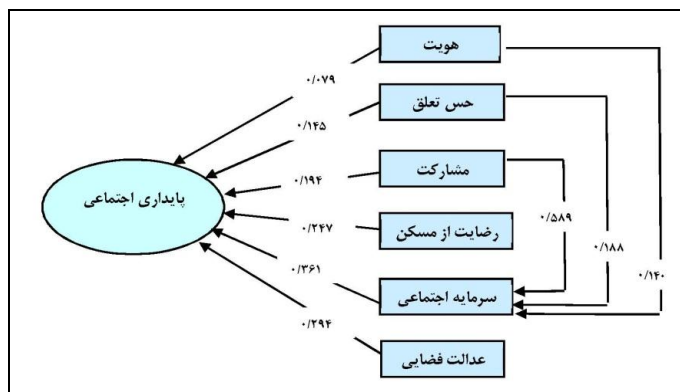 هویت
۰/۰۷۹
حس تعلق
۰/۱۴۵
مشارکت
۰/۱۹۴
پایداری اجتماعی
۰/۵۸۹
رضایت از مسکن
۰/۲۴۷
۰/۱۸۸
۰/۳۶۱
۰/۱۴۰
سرمایه اجتماعی
۰/۲۹۴
عدالت فضایی